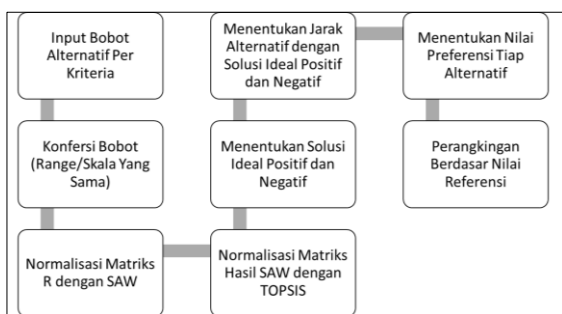 Input Bobot
Alternatif Per
Kriteria
Konfersi Bobot
(Range/Skala Yang
Sama)
Normalisasi Matriks
R dengan SAW
Normalisasi Matriks
Hasil SAW dengan
TOPSIS
Menentukan Solusi
Ideal Positif dan
Negatif
Menentukan Jarak
Alternatif dengan
Solusi Ideal Positif
dan Negatif
Menentukan Nilai
Preferensi Tiap
Alternatif
Perangkingan
Berdasar Nilai
Referensi